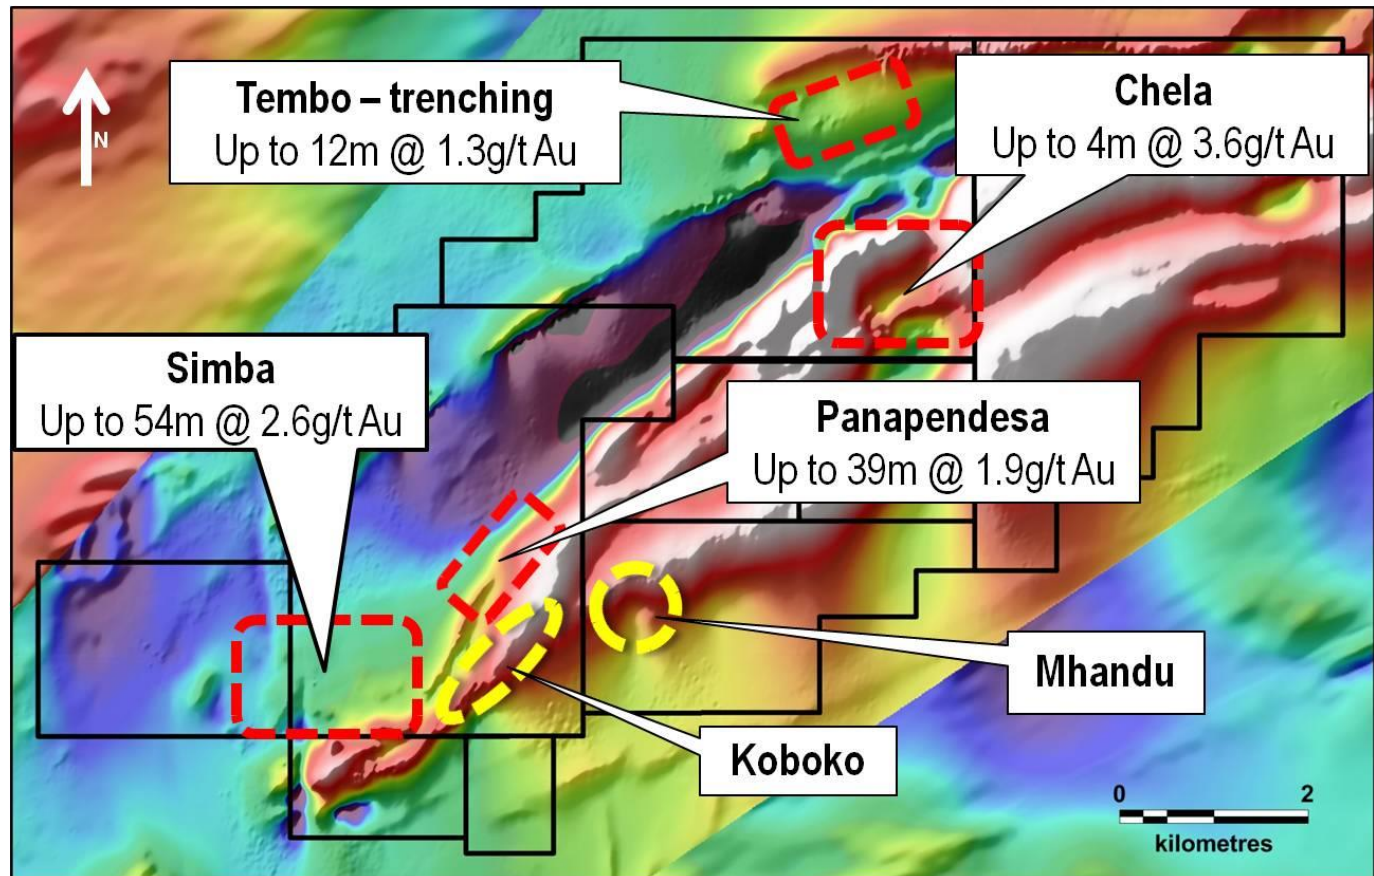 N
Tembo – trenching
Up to 12m @ 1.3g/t Au
Chela
Up to 4m @ 3.6g/t Au
Simba
Up to 54m @ 2.6g/t Au
Panapendesa
Up to 39m @ 1.9g/t Au
Mhandu
Koboko
0 2
kilometres